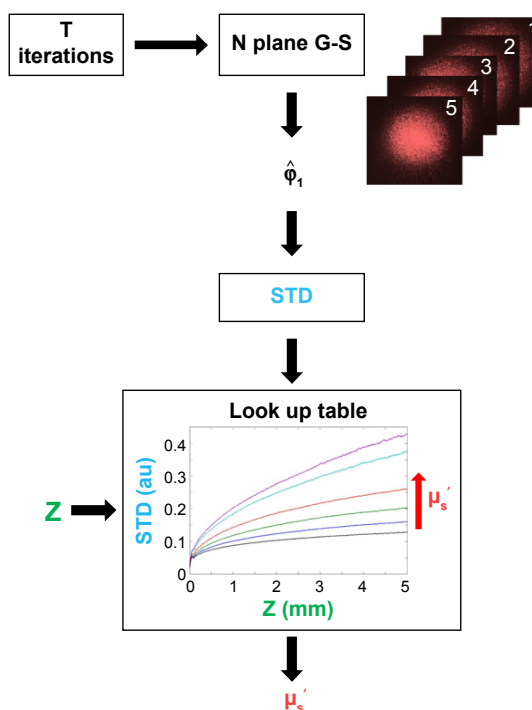 T
iterations
N plane G-S
1
2
3
4
5
φ̂₁
STD
Look up table
STD (au)
0.4
0.3
0.2
0.1
0
0 1 2 3 4 5
Z (mm)
Z
μₛ′
μₛ′